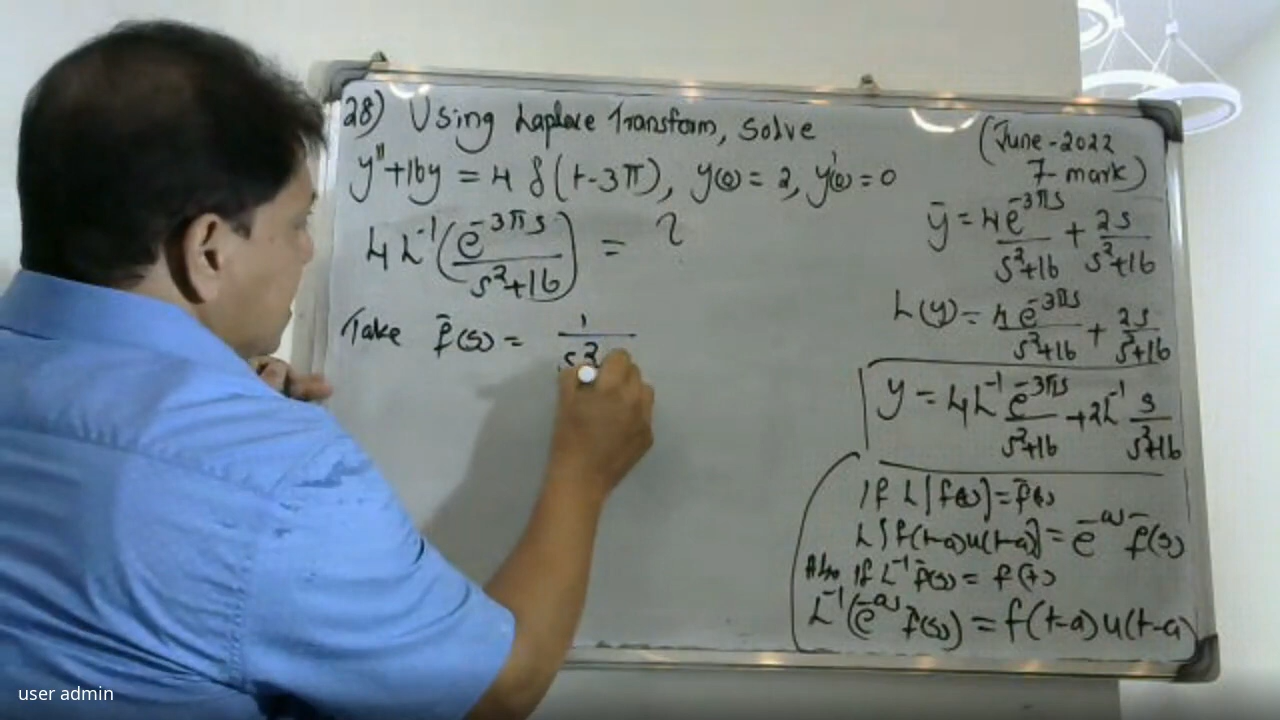 28) Using Laplace Transform, Solve
(June-2022
7 mark)
y''+16y = 4 δ(t-3π), y(0) = 2, y'(0) = 0
4 L⁻¹(e^-3πs / s²+16) = ?
Take f̄(s) = 1 / s²
ȳ = 4e^-3πs / s²+16 + 2s / s²+16
L(y) = 4e^-3πs / s²+16 + 2s / s²+16
y = 4L⁻¹ e^-3πs / s²+16 + 2L⁻¹ s / s²+16
If L[f(t)] = f̄(s)
L[f(t-a)u(t-a)] = e^-as f̄(s)
Also if L⁻¹ f̄(s) = f(t)
L⁻¹(e^-as f̄(s)) = f(t-a) u(t-a)
user admin